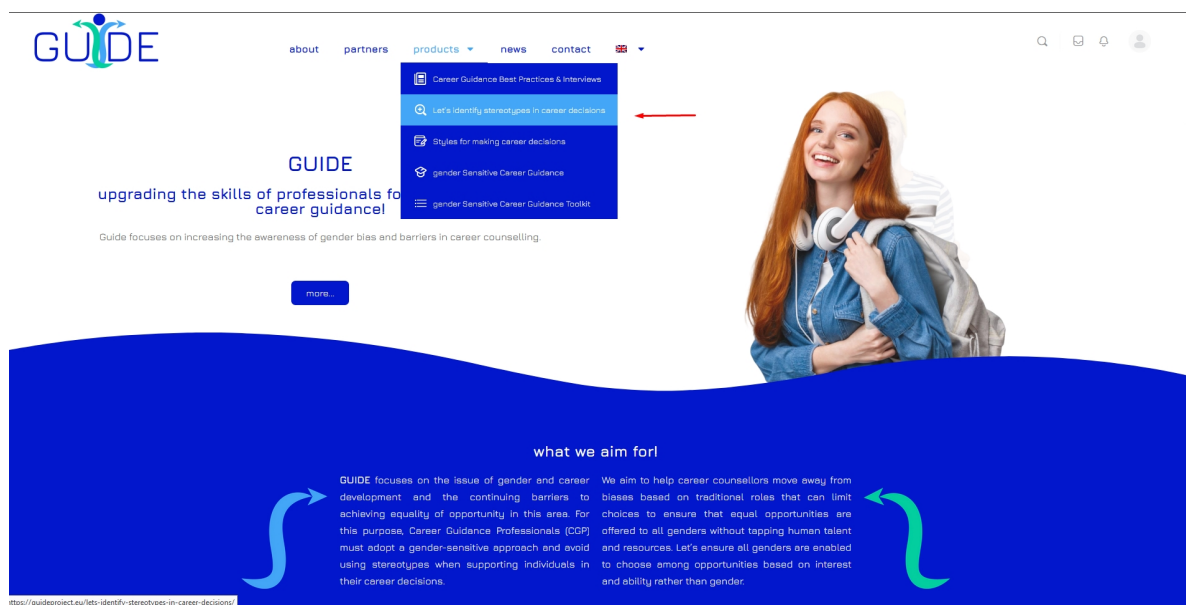 GUIDE
about partners products news contact
Career Guidance Best Practices & Interviews
Let's identify stereotypes in career decisions
Styles for making career decisions
gender Sensitive Career Guidance
gender Sensitive Career Guidance Toolkit
GUIDE
upgrading the skills of professionals fo
career guidance!
Guide focuses on increasing the awareness of gender bias and barriers in career counselling.
more...
what we aim for!
GUIDE focuses on the issue of gender and career
development and the continuing barriers to
achieving equality of opportunity in this area. For
this purpose, Career Guidance Professionals (CGP)
must adopt a gender-sensitive approach and avoid
using stereotypes when supporting individuals in
their career decisions.
We aim to help career counsellors move away from
biases based on traditional roles that can limit
choices to ensure that equal opportunities are
offered to all genders without tapping human talent
and resources. Let's ensure all genders are enabled
to choose among opportunities based on interest
and ability rather than gender.
https://guideproject.eu/lets-identify-stereotypes-in-career-decisions/